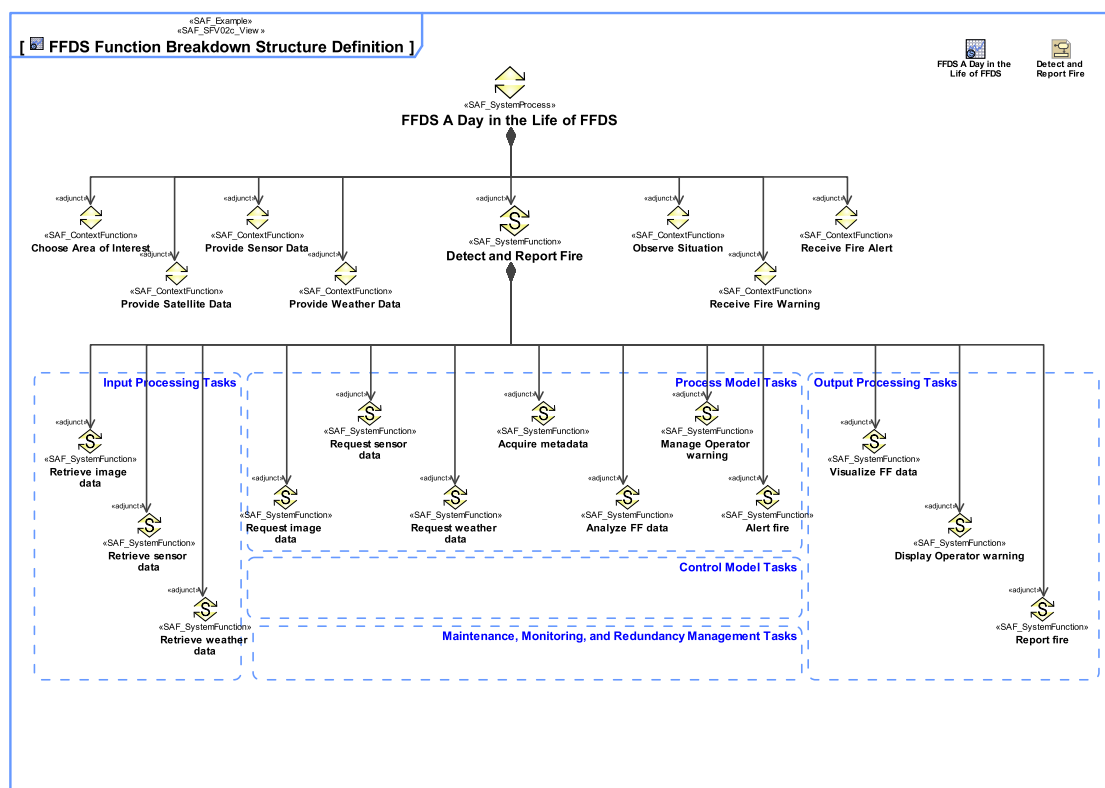 «SAF_Example»
«SAF_SFV02c_View »
[ FFDS Function Breakdown Structure Definition ]
FFDS A Day in the
Life of FFDS
Detect and
Report Fire
«SAF_SystemProcess»
FFDS A Day in the Life of FFDS
«adjunct»
«SAF_ContextFunction»
Choose Area of Interest
«adjunct»
«SAF_ContextFunction»
Provide Satellite Data
«adjunct»
«SAF_ContextFunction»
Provide Sensor Data
«adjunct»
«SAF_ContextFunction»
Provide Weather Data
«adjunct»
S
«SAF_SystemFunction»
Detect and Report Fire
«adjunct»
«SAF_ContextFunction»
Observe Situation
«adjunct»
«SAF_ContextFunction»
Receive Fire Warning
«adjunct»
«SAF_ContextFunction»
Receive Fire Alert
Input Processing Tasks
«adjunct»
S
«SAF_SystemFunction»
Retrieve image
data
«adjunct»
S
«SAF_SystemFunction»
Retrieve sensor
data
«adjunct»
S
«SAF_SystemFunction»
Retrieve weather
data
Process Model Tasks
«adjunct»
S
«SAF_SystemFunction»
Request image
data
«adjunct»
S
«SAF_SystemFunction»
Request sensor
data
«adjunct»
S
«SAF_SystemFunction»
Request weather
data
«adjunct»
S
«SAF_SystemFunction»
Acquire metadata
«adjunct»
S
«SAF_SystemFunction»
Analyze FF data
«adjunct»
S
«SAF_SystemFunction»
Manage Operator
warning
«adjunct»
S
«SAF_SystemFunction»
Alert fire
Control Model Tasks
Maintenance, Monitoring, and Redundancy Management Tasks
Output Processing Tasks
«adjunct»
S
«SAF_SystemFunction»
Visualize FF data
«adjunct»
S
«SAF_SystemFunction»
Display Operator warning
«adjunct»
S
«SAF_SystemFunction»
Report fire